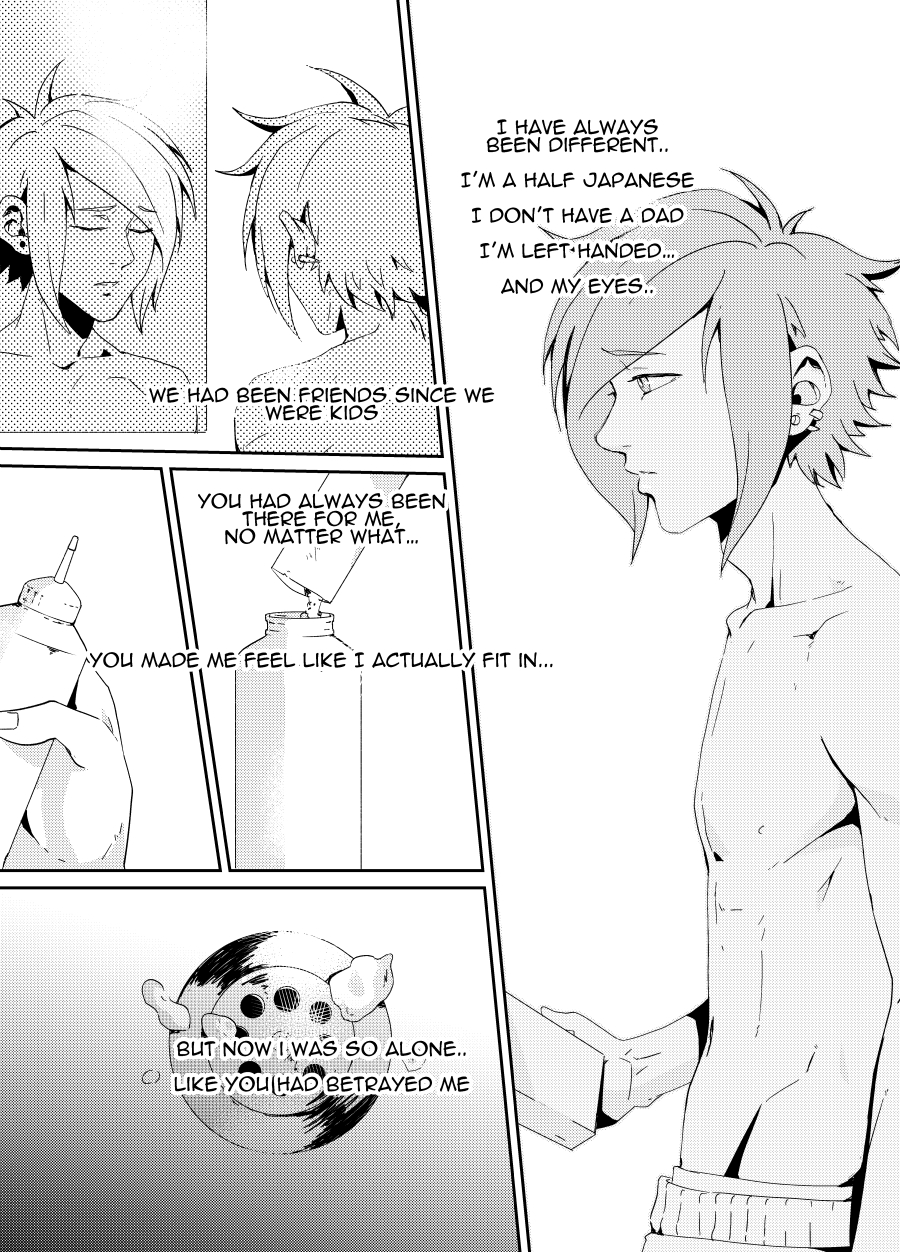 I HAVE ALWAYS
BEEN DIFFERENT..
I'M A HALF JAPANESE
I DON'T HAVE A DAD
I'M LEFT HANDED...
AND MY EYES..
WE HAD BEEN FRIENDS SINCE WE
WERE KIDS
YOU HAD ALWAYS BEEN
THERE FOR ME,
NO MATTER WHAT...
YOU MADE ME FEEL LIKE I ACTUALLY FIT IN...
BUT NOW I WAS SO ALONE..
LIKE YOU HAD BETRAYED ME